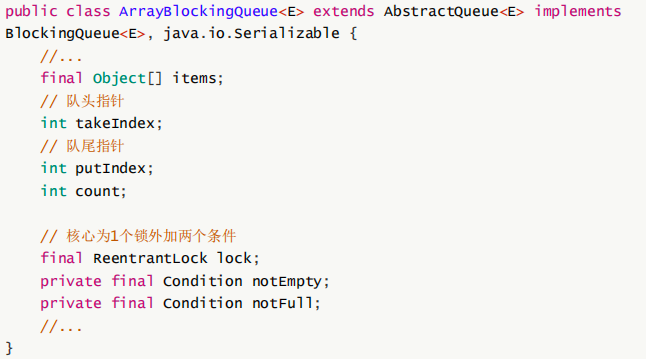 public class ArrayBlockingQueue<E> extends AbstractQueue<E> implements
BlockingQueue<E>, java.io.Serializable {
    //...
    final Object[] items;
    // 队头指针
    int takeIndex;
    // 队尾指针
    int putIndex;
    int count;

    // 核心为1个锁外加两个条件
    final ReentrantLock lock;
    private final Condition notEmpty;
    private final Condition notFull;
    //...
}